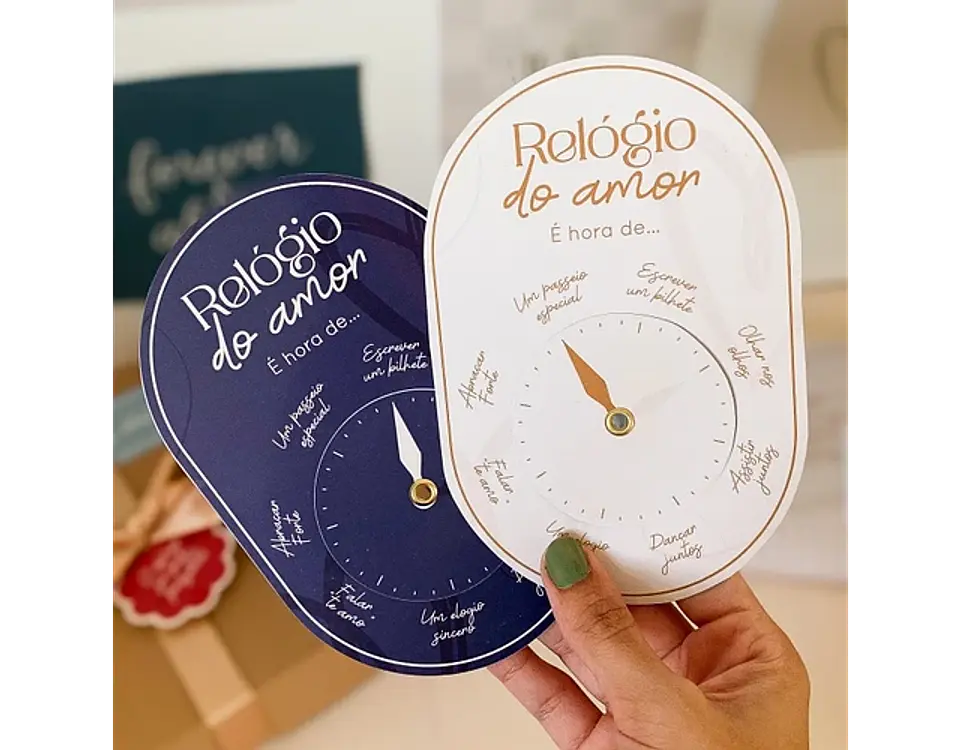 forever
Relógio
do amor
É hora de...
Escrever
um bilhete
Um passeio
especial
Abraçar
Forte
"Falar
te amo"
Um elogio
sincero
Relógio
do amor
É hora de...
Um passeio
especial
Escrever
um bilhete
Olhar nos
olhos
Assistir
juntos
Dançar
juntos
Um elogio
"Falar
te amo"
Abraçar
Forte